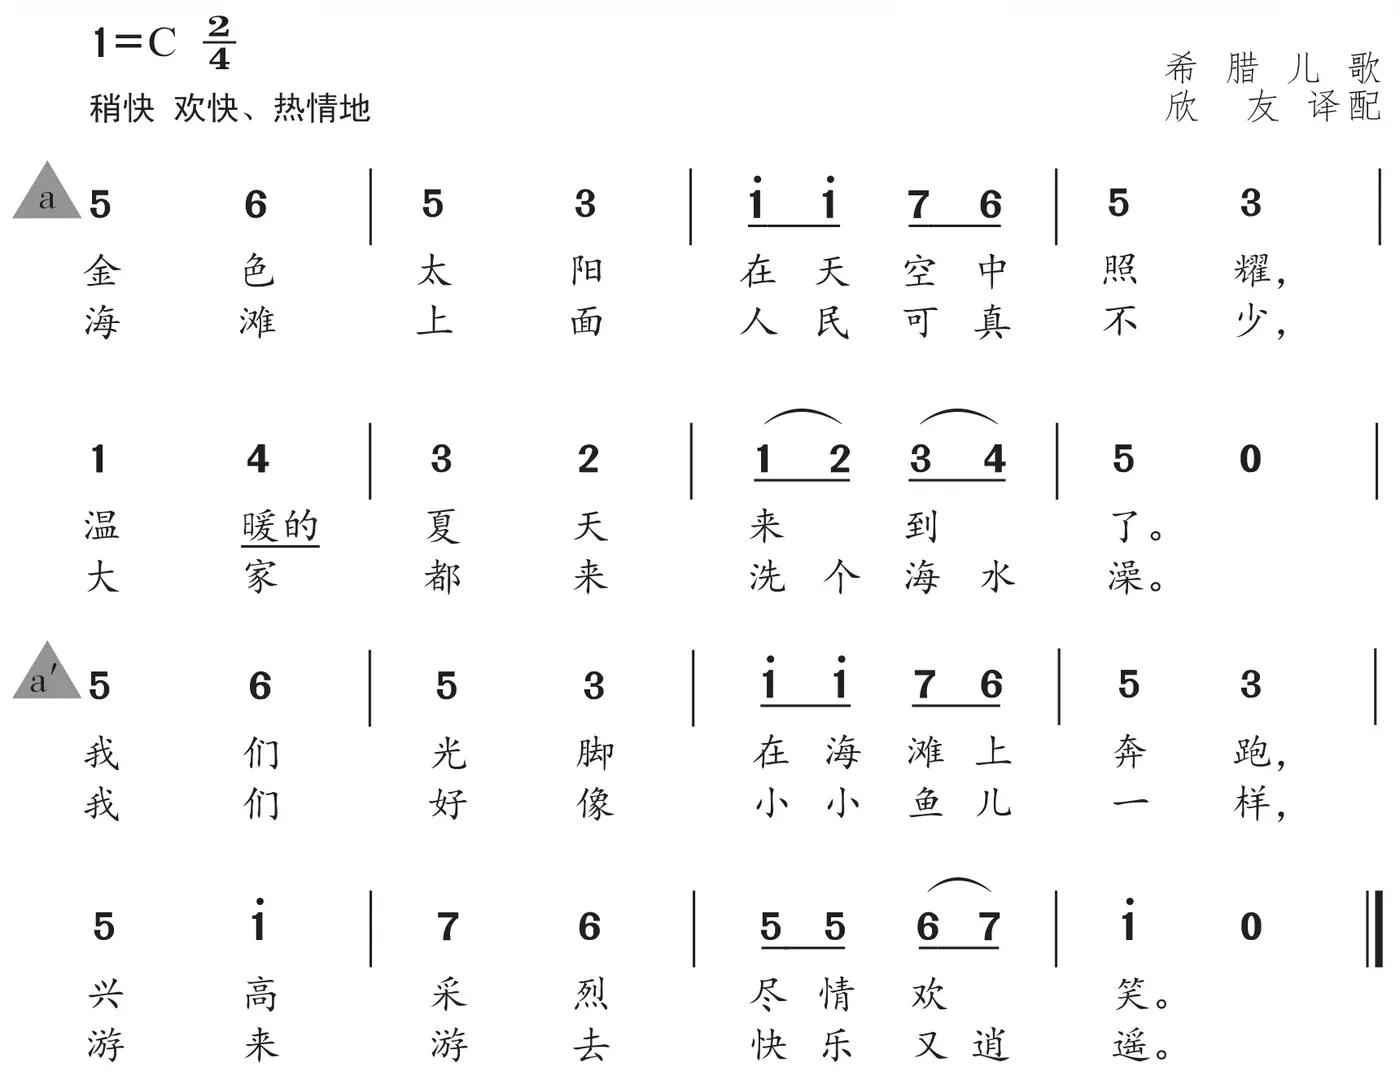 1=C 2/4
希腊儿歌
稍快 欢快、热情地
欣友译配
a 5 6 | 5 3 | i i 7 6 | 5 3 |
金色太阳在天空中照耀,
海滩上面人民可真不少,
1 4 | 3 2 | 1 2 3 4 | 5 0 |
温暖的夏天来到了。
大家都来洗个海水澡。
a′ 5 6 | 5 3 | i i 7 6 | 5 3 |
我们光脚在海滩上奔跑,
我们好像小小鱼儿一样,
5 i | 7 6 | 5 5 6 7 | i 0 ‖
兴高采烈尽情欢笑。
游来游去快乐又逍遥。